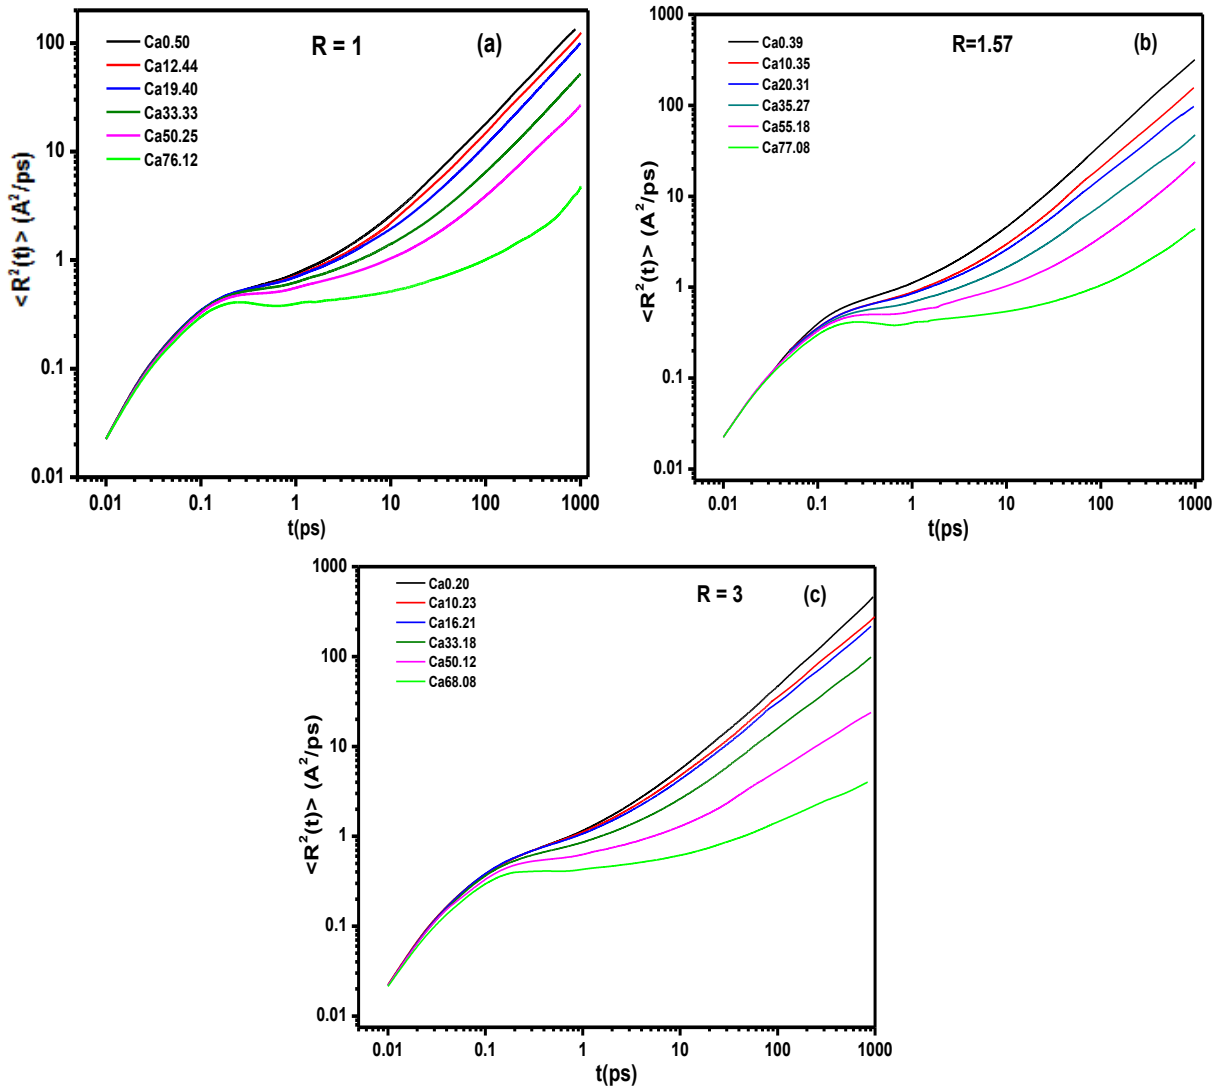 R = 1
(a)
Ca0.50
Ca12.44
Ca19.40
Ca33.33
Ca50.25
Ca76.12
100
10
1
0.1
0.01
<R²(t)> (A²/ps)
0.01 0.1 1 10 100 1000
t(ps)
R=1.57
(b)
Ca0.39
Ca10.35
Ca20.31
Ca35.27
Ca55.18
Ca77.08
1000
100
10
1
0.1
0.01
<R²(t)> (A²/ps)
0.01 0.1 1 10 100 1000
t(ps)
R = 3
(c)
Ca0.20
Ca10.23
Ca16.21
Ca33.18
Ca50.12
Ca68.08
1000
100
10
1
0.1
0.01
<R²(t)> (A²/ps)
0.01 0.1 1 10 100 1000
t(ps)